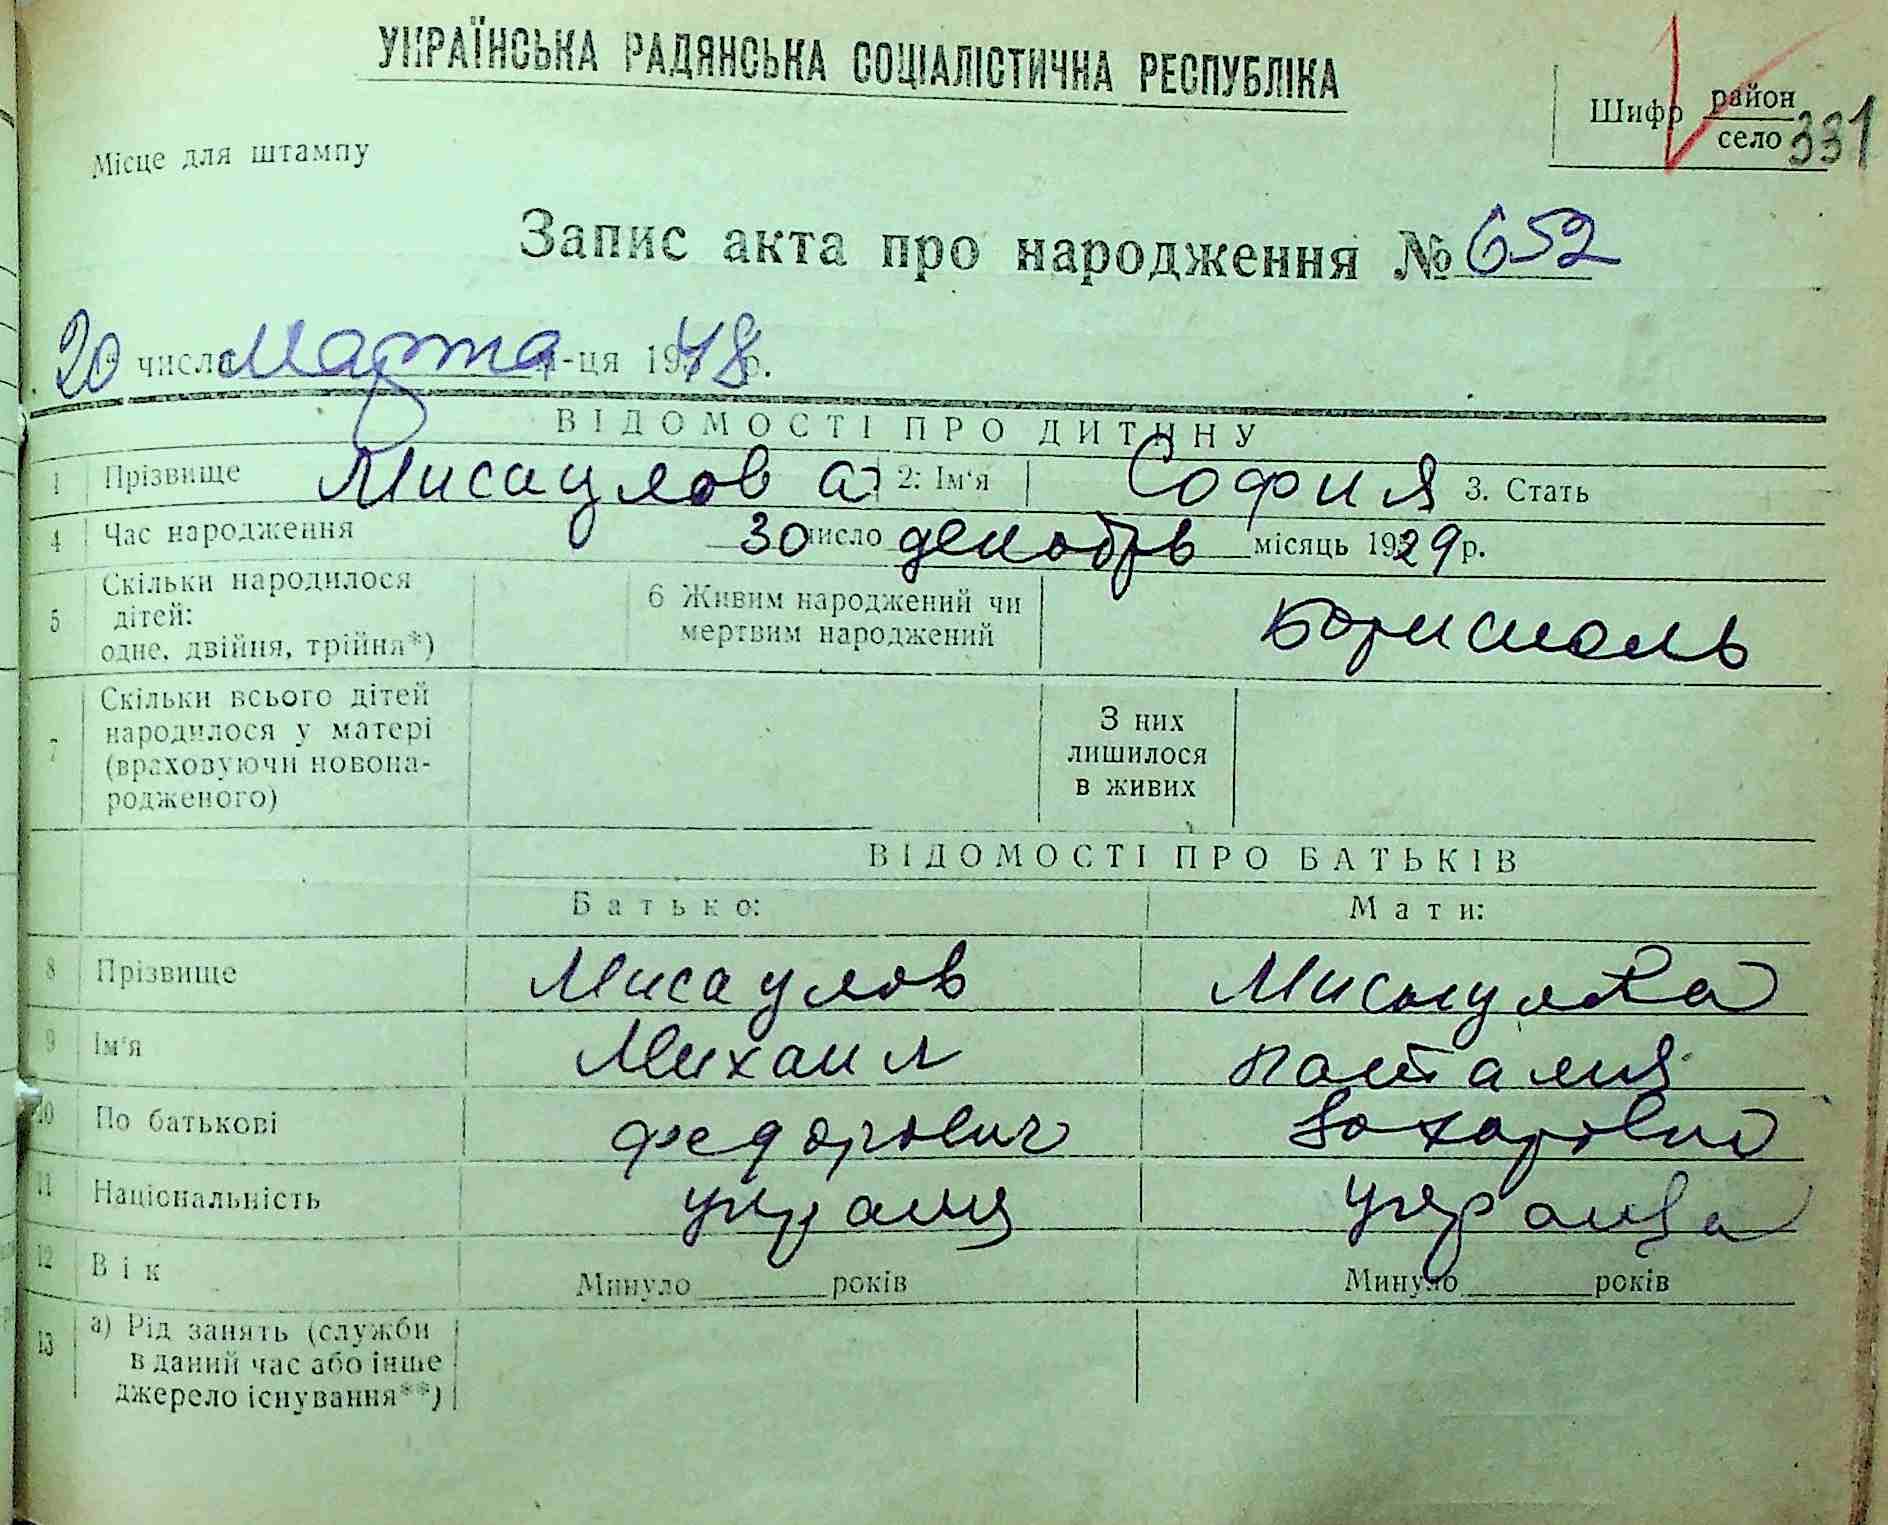 УКРАЇНСЬКА РАДЯНСЬКА СОЦІАЛІСТИЧНА РЕСПУБЛІКА
Шифр район
село 331
Місце для штампу
Запис акта про народження № 652
20 числа Марта м-ця 1948 р.
ВІДОМОСТІ ПРО ДИТИНУ
1 Прізвище Мисаулова 2. Ім'я София 3. Стать
4 Час народження 30 число декабрь місяць 1929 р.
5 Скільки народилося
дітей:
одне, двійня, трійня*)
6 Живим народжений чи
мертвим народжений
Борисполь
7 Скільки всього дітей
народилося у матері
(враховуючи новона-
родженого)
З них
лишилося
в живих
ВІДОМОСТІ ПРО БАТЬКІВ
Батько: Мати:
8 Прізвище Мисаулов Мисаулова
9 Ім'я Михаил Наталия
10 По батькові Федорович
11 Національність
12 Вік Минуло років Минуло років
13 а) Рід занять (служби
в даний час або інше
джерело існування**)